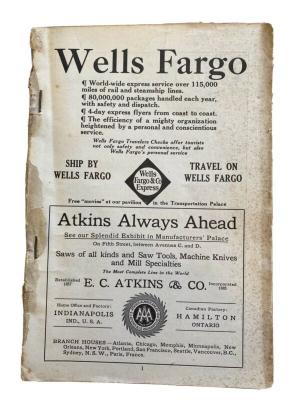 Wells Fargo
¶ World-wide express service over 115,000
miles of rail and steamship lines.
¶ 80,000,000 packages handled each year,
with safety and dispatch.
¶ 4-day express flyers from coast to coast.
¶ The efficiency of a mighty organization
heightened by a personal and conscientious
service.
Wells Fargo Travelers Checks offer tourists
not only safety and convenience, but also
Wells Fargo's personal service
SHIP BY
WELLS FARGO
Wells
Fargo & Co
Express
TRAVEL ON
WELLS FARGO
Free "movies" at our pavilion in the Transportation Palace
Atkins Always Ahead
See our Splendid Exhibit in Manufacturers' Palace
On Fifth Street, between Avenues C. and D.
Saws of all kinds and Saw Tools, Machine Knives
and Mill Specialties
The Most Complete Line in the World
Established
1857
E. C. ATKINS & CO.
Incorporated
1885
Home Office and Factory:
INDIANAPOLIS
IND., U. S. A.
AAA
Canadian Factory:
HAMILTON
ONTARIO
BRANCH HOUSES—Atlanta, Chicago, Memphis, Minneapolis, New
Orleans, New York, Portland, San Francisco, Seattle, Vancouver, B.C.,
Sydney, N. S. W., Paris, France.
1